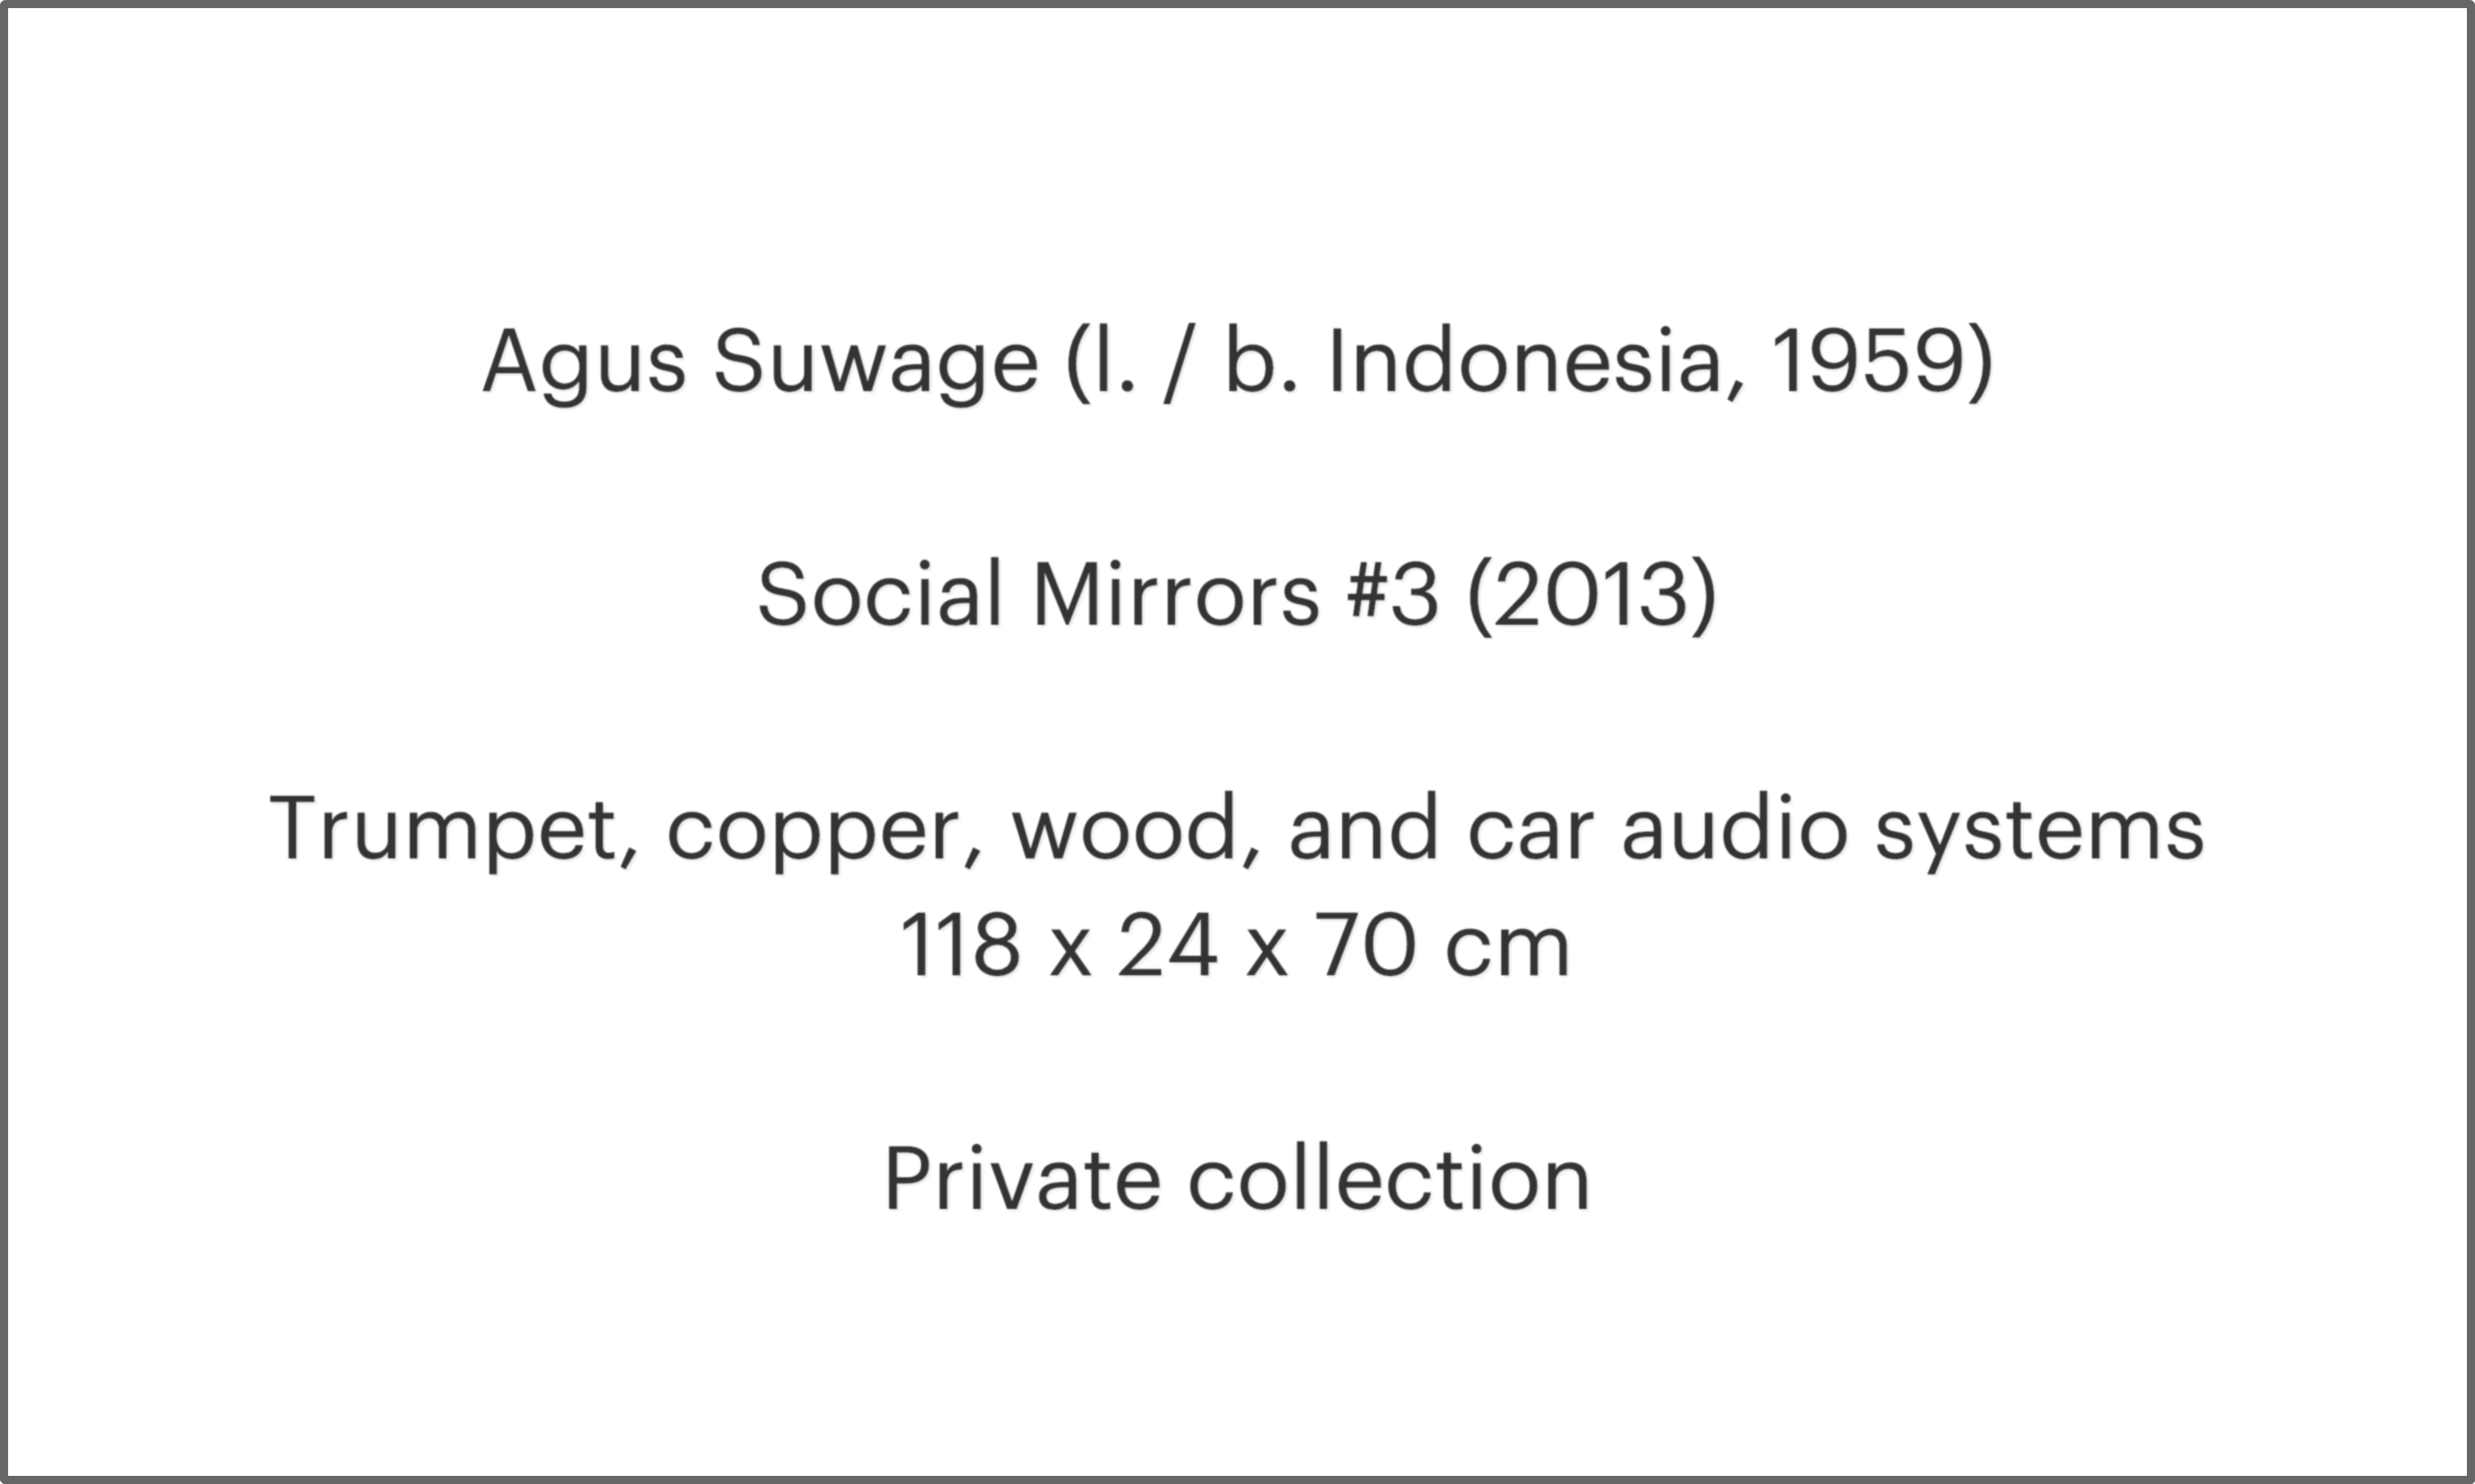 Agus Suwage (l. / b. Indonesia, 1959)
Social Mirrors #3 (2013)
Trumpet, copper, wood, and car audio systems
118 x 24 x 70 cm
Private collection